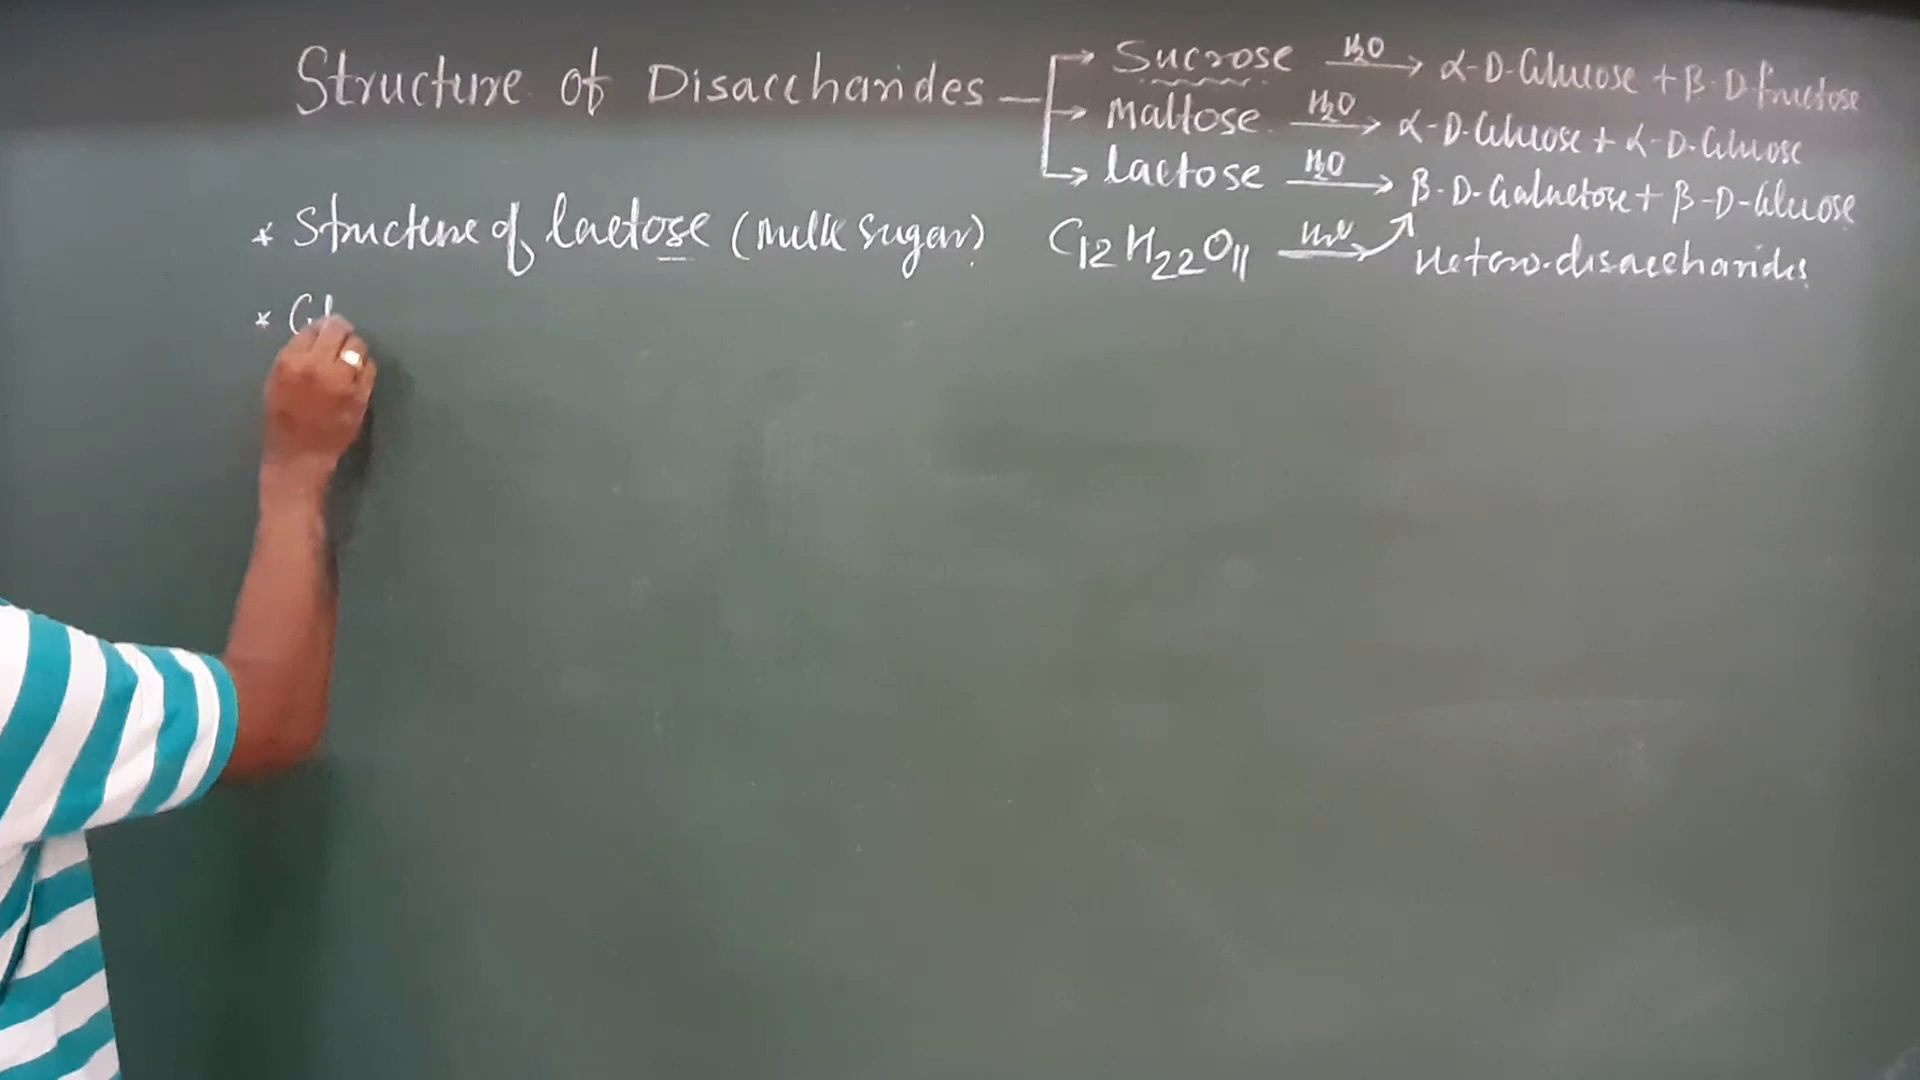 Structure of Disaccharides
Sucrose H2O → α-D-Glucose + β-D fructose
Maltose H2O → α-D-Glucose + α-D-Glucose
lactose H2O → β-D-Galactose + β-D-Glucose
* Structure of lactose (Milk sugar)
C12H22O11 →
Hetero-disaccharides
* Gl